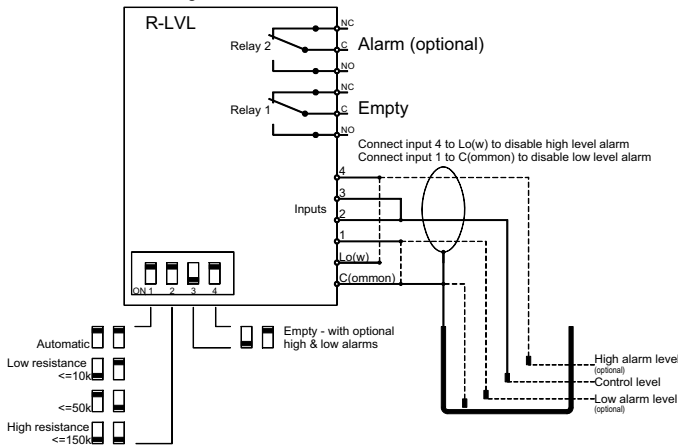 R-LVL
NC
Relay 2
C
Alarm (optional)
NO
NC
Relay 1
C
Empty
NO
Connect input 4 to Lo(w) to disable high level alarm
Connect input 1 to C(ommon) to disable low level alarm
4
3
Inputs
2
1
Lo(w)
C(ommon)
ON 1 2 3 4
Automatic
Empty - with optional
high & low alarms
Low resistance
<=10k
<=50k
High resistance
<=150k
High alarm level
(optional)
Control level
Low alarm level
(optional)